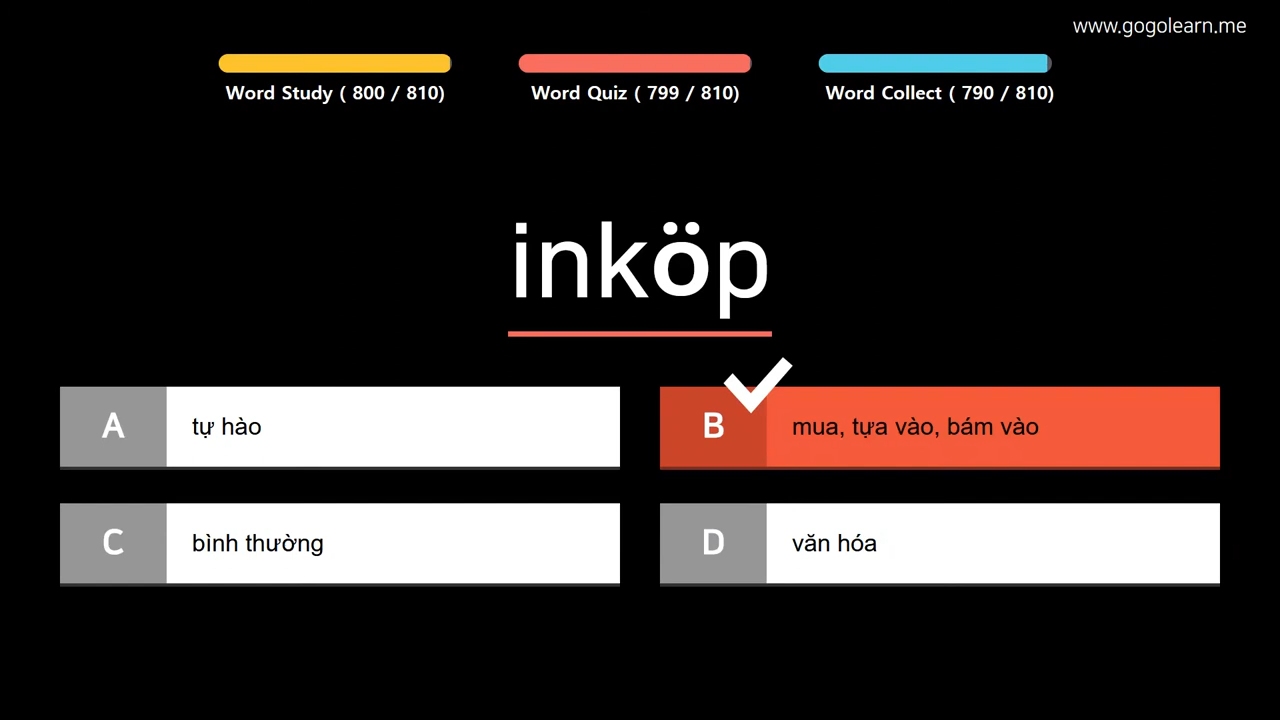 www.gogolearn.me
Word Study ( 800 / 810)
Word Quiz ( 799 / 810)
Word Collect ( 790 / 810)
inköp
A tự hào
B mua, tựa vào, bám vào
C bình thường
D văn hóa